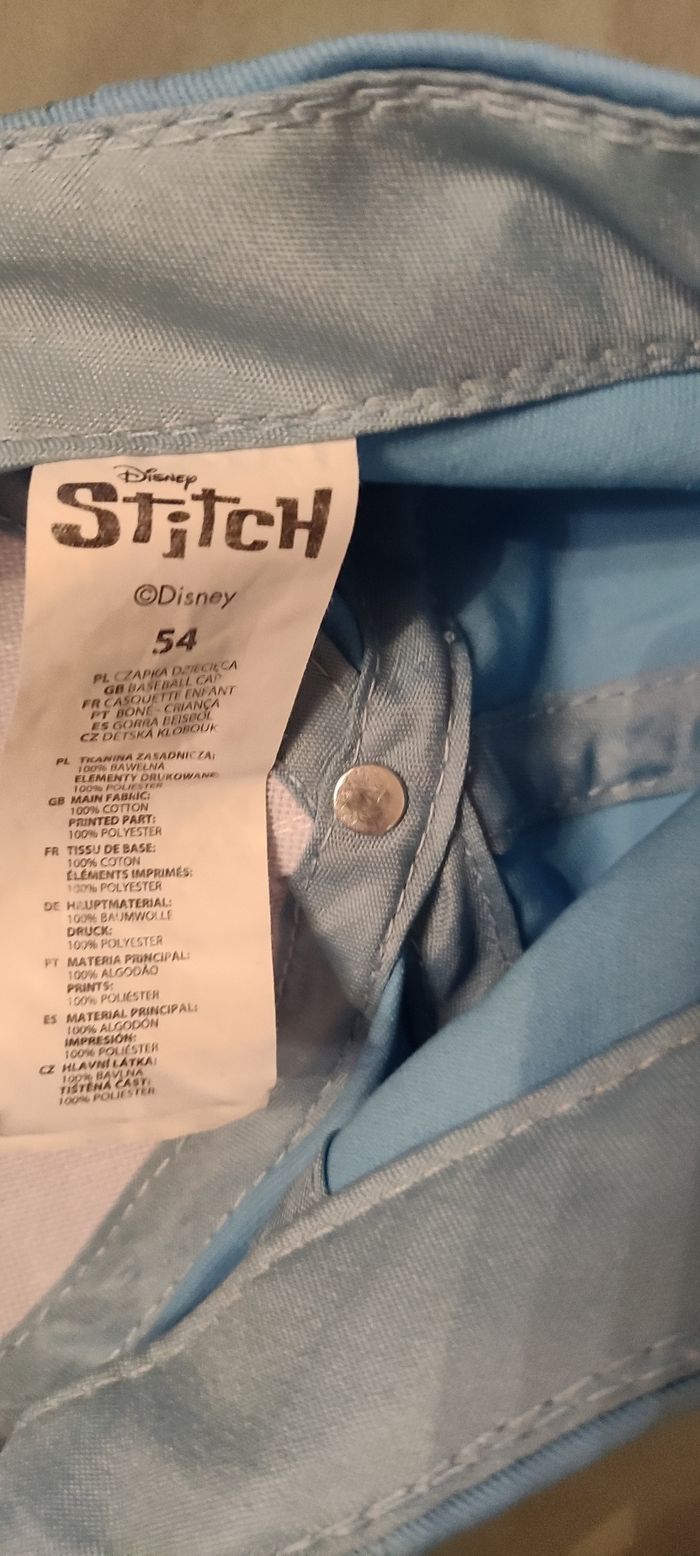 Disney
Stitch
©Disney
54
PL CZAPKA DZIECIĘCA
GB BASEBALL CAP
FR CASQUETTE ENFANT
PT BONÉ - CRIANÇA
ES GORRA BEISBOL
CZ DĚTSKÁ KLOBOUK
PL TKANINA ZASADNICZA:
100% BAWEŁNA
ELEMENTY DRUKOWANE:
100% POLIESTER
GB MAIN FABRIC:
100% COTTON
PRINTED PART:
100% POLYESTER
FR TISSU DE BASE:
100% COTON
ÉLÉMENTS IMPRIMÉS:
100% POLYESTER
DE HAUPTMATERIAL:
100% BAUMWOLLE
DRUCK:
100% POLYESTER
PT MATERIA PRINCIPAL:
100% ALGODÃO
PRINTS:
100% POLIÉSTER
ES MATERIAL PRINCIPAL:
100% ALGODÓN
IMPRESIÓN:
100% POLIÉSTER
CZ HLAVNÍ LÁTKA:
100% BAVLNA
TIŠTĚNÁ ČÁST:
100% POLIESTER